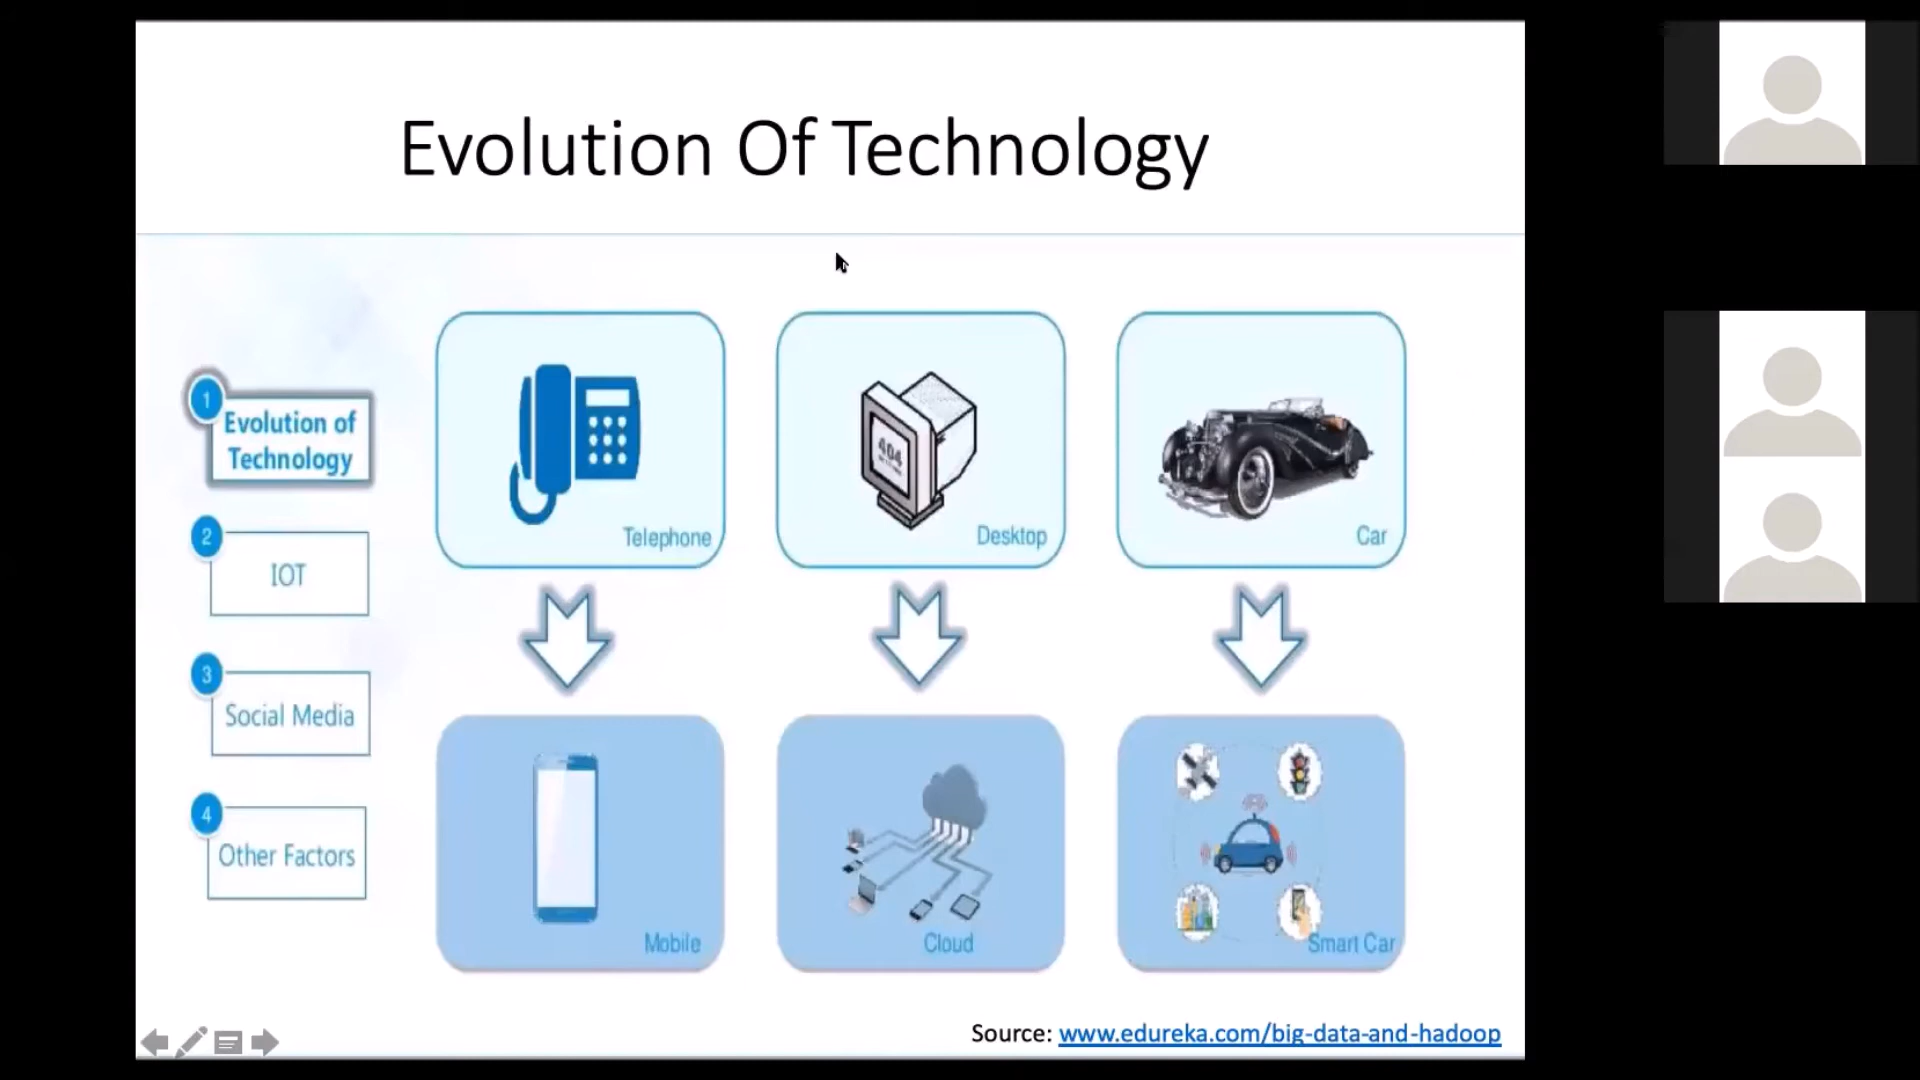 Evolution Of Technology
1
Evolution of
Technology
2
IOT
3
Social Media
4
Other Factors
Telephone
404
Desktop
Car
Mobile
Cloud
Smart Car
Source: www.edureka.com/big-data-and-hadoop